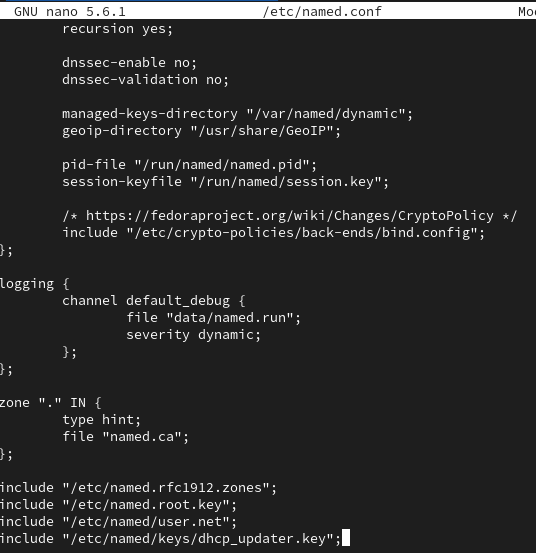 GNU nano 5.6.1 /etc/named.conf
recursion yes;
dnssec-enable no;
dnssec-validation no;
managed-keys-directory "/var/named/dynamic";
geoip-directory "/usr/share/GeoIP";
pid-file "/run/named/named.pid";
session-keyfile "/run/named/session.key";
/* https://fedoraproject.org/wiki/Changes/CryptoPolicy */
include "/etc/crypto-policies/back-ends/bind.config";
};
logging {
channel default_debug {
file "data/named.run";
severity dynamic;
};
};
zone "." IN {
type hint;
file "named.ca";
};
include "/etc/named.rfc1912.zones";
include "/etc/named.root.key";
include "/etc/named/user.net";
include "/etc/named/keys/dhcp_updater.key";